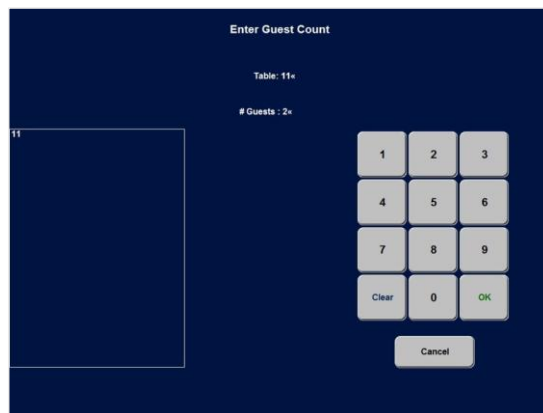 Enter Guest Count
Table: 11«
# Guests : 2«
11
1 2 3
4 5 6
7 8 9
Clear 0 OK
Cancel